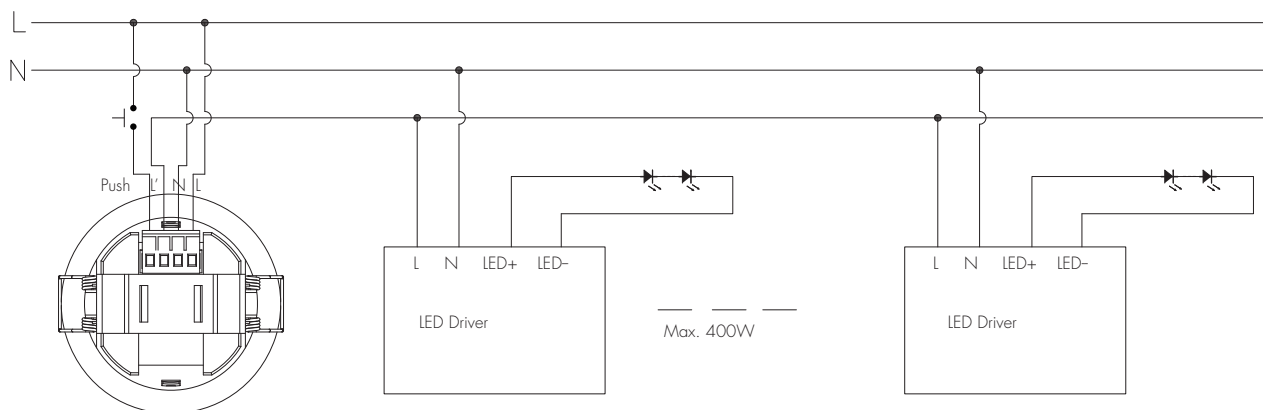 L
N
Push L' N L
L N LED+ LED–
LED Driver
Max. 400W
L N LED+ LED–
LED Driver